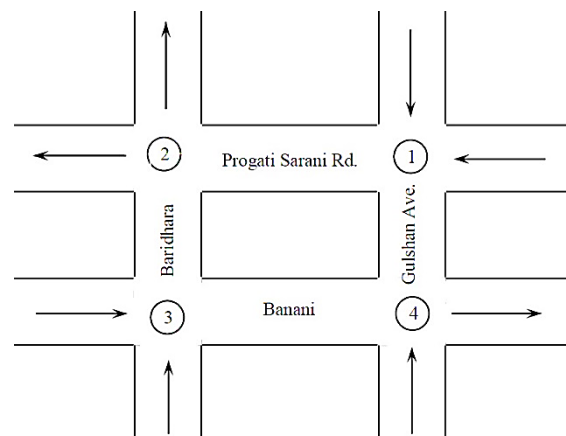 2
Progati Sarani Rd.
1
Baridhara
Gulshan Ave.
3
Banani
4